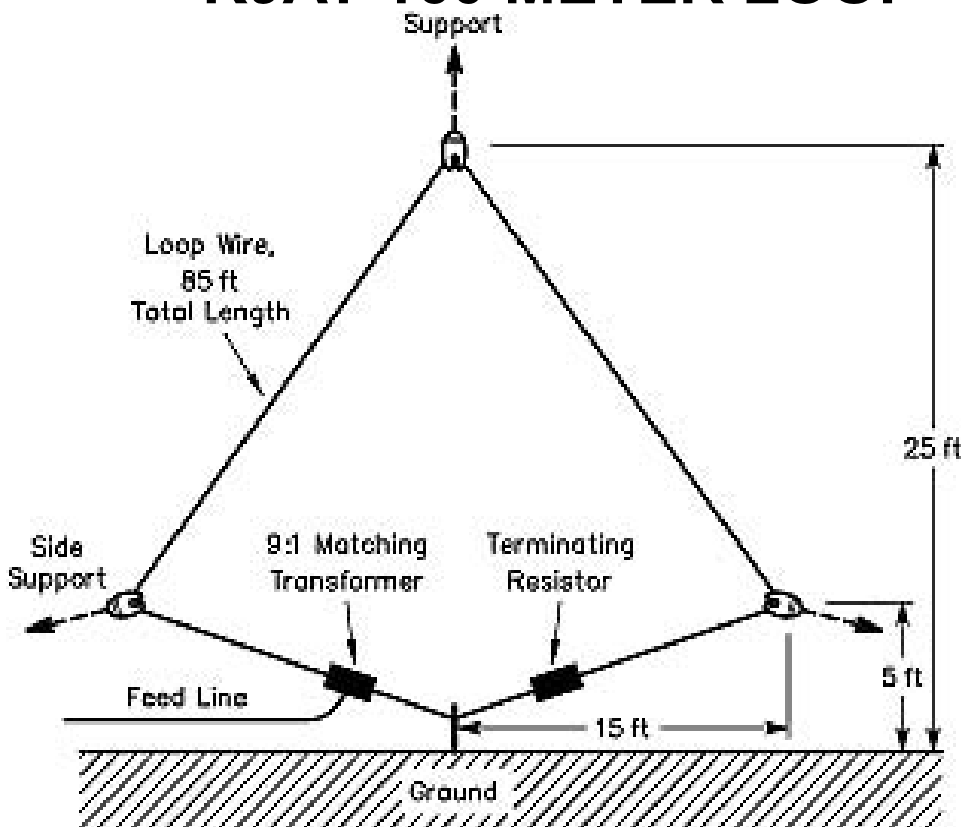 Support
Loop Wire,
85 ft
Total Length
25 ft
Side
Support
9:1 Matching
Transformer
Terminating
Resistor
5 ft
Feed Line
15 ft
Ground